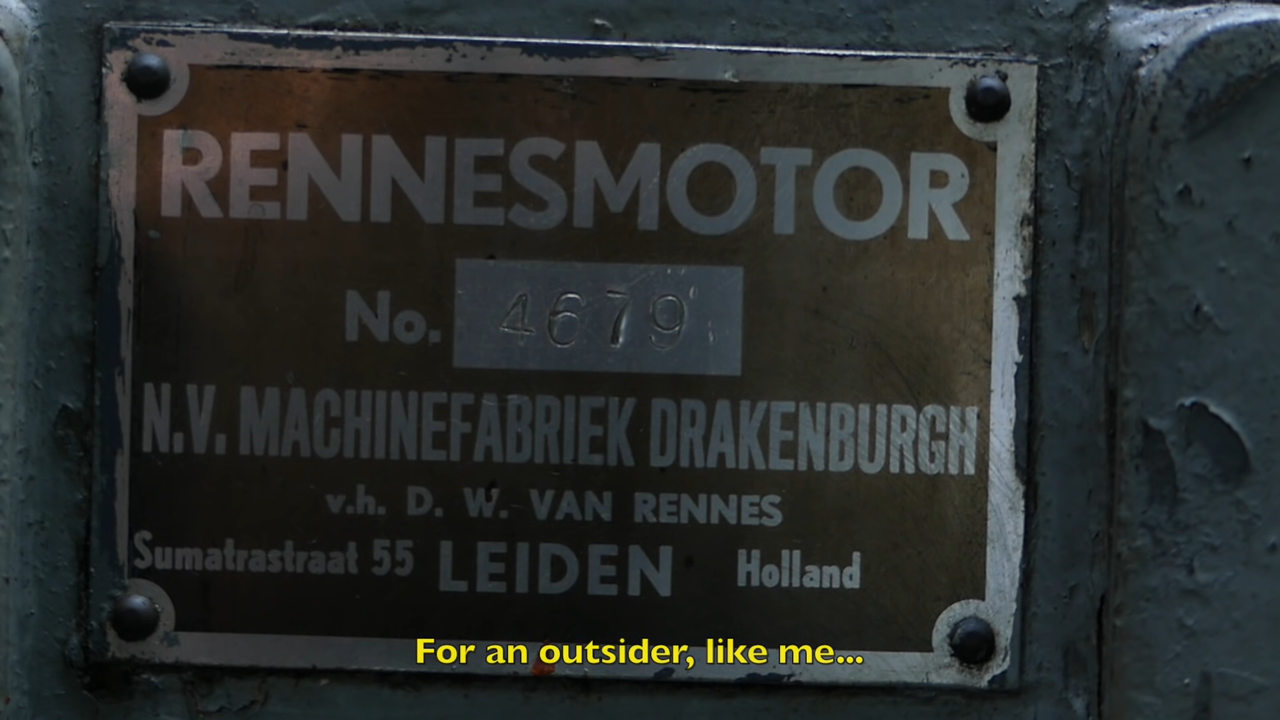 RENNESMOTOR
No. 4679
N.V. MACHINEFABRIEK DRAKENBURGH
v.h. D. W. VAN RENNES
Sumatrastraat 55 LEIDEN Holland
For an outsider, like me...